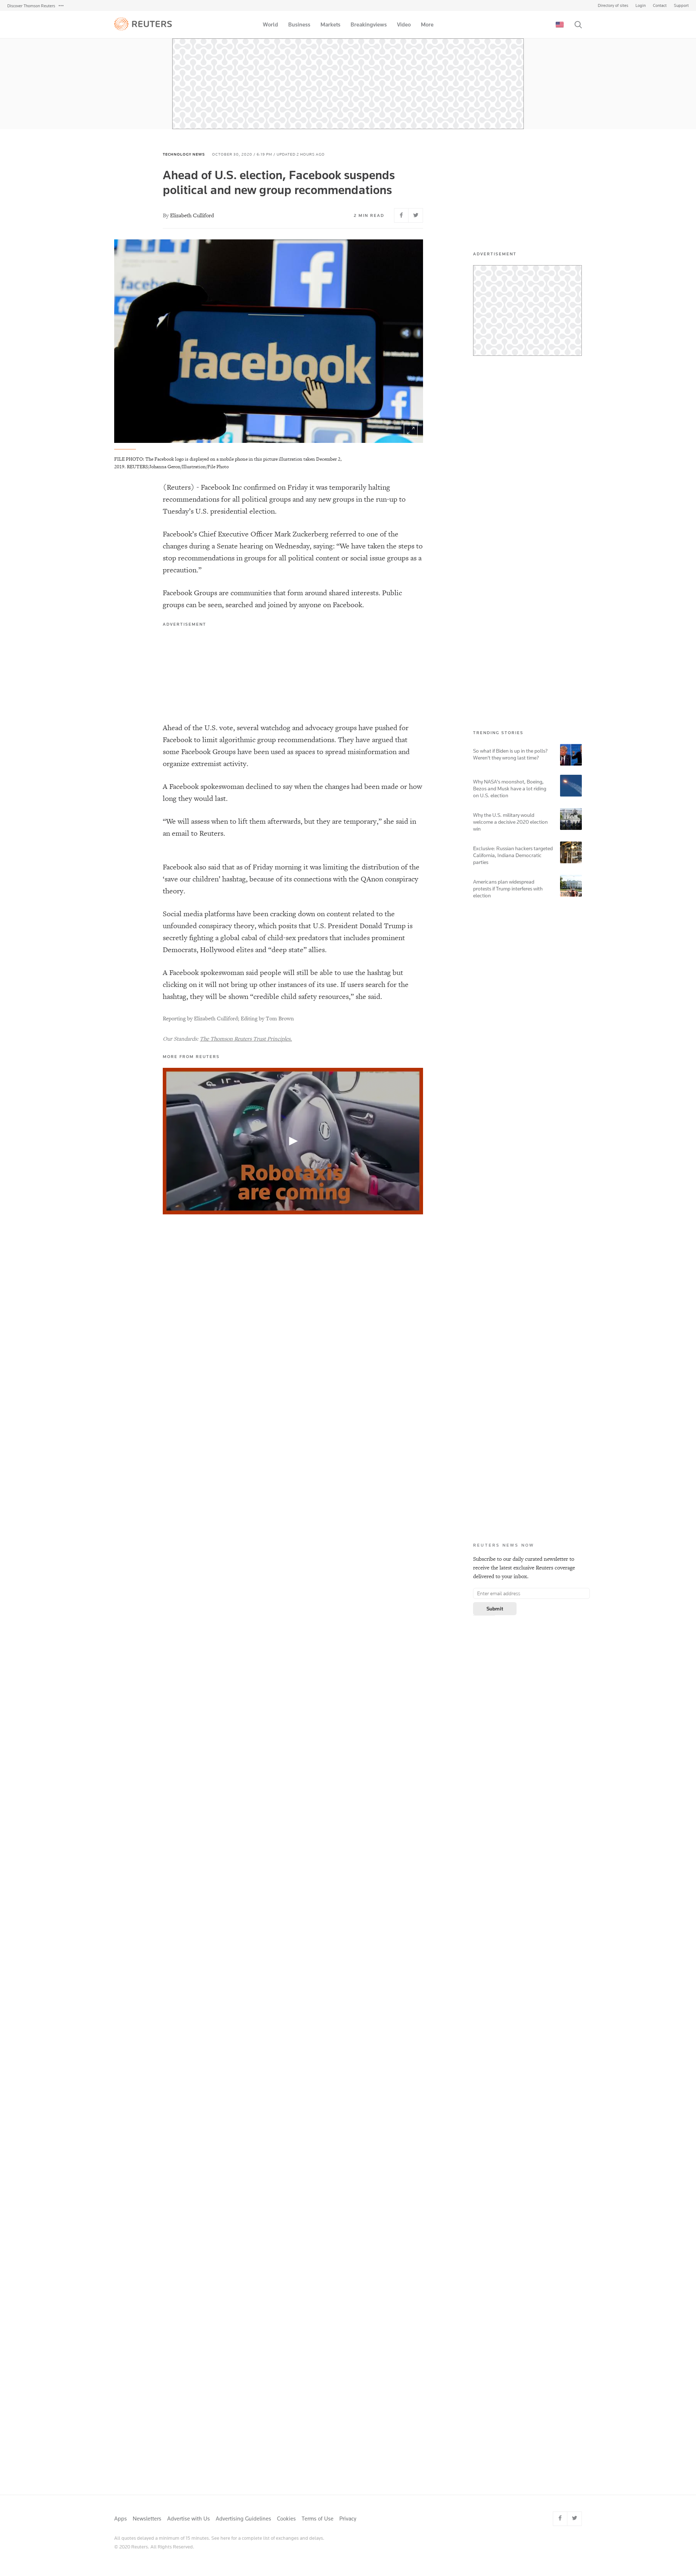 Discover Thomson Reuters
Directory of sites Login Contact Support
REUTERS
World Business Markets Breakingviews Video More
TECHNOLOGY NEWS OCTOBER 30, 2020 / 6:19 PM / UPDATED 2 HOURS AGO
Ahead of U.S. election, Facebook suspends
political and new group recommendations
By Elizabeth Culliford
2 MIN READ
facebook
FILE PHOTO: The Facebook logo is displayed on a mobile phone in this picture illustration taken December 2,
2019. REUTERS/Johanna Geron/Illustration/File Photo
(Reuters) - Facebook Inc confirmed on Friday it was temporarily halting
recommendations for all political groups and any new groups in the run-up to
Tuesday’s U.S. presidential election.
Facebook’s Chief Executive Officer Mark Zuckerberg referred to one of the
changes during a Senate hearing on Wednesday, saying: “We have taken the steps to
stop recommendations in groups for all political content or social issue groups as a
precaution.”
Facebook Groups are communities that form around shared interests. Public
groups can be seen, searched and joined by anyone on Facebook.
ADVERTISEMENT
Ahead of the U.S. vote, several watchdog and advocacy groups have pushed for
Facebook to limit algorithmic group recommendations. They have argued that
some Facebook Groups have been used as spaces to spread misinformation and
organize extremist activity.
A Facebook spokeswoman declined to say when the changes had been made or how
long they would last.
“We will assess when to lift them afterwards, but they are temporary,” she said in
an email to Reuters.
Facebook also said that as of Friday morning it was limiting the distribution of the
‘save our children’ hashtag, because of its connections with the QAnon conspiracy
theory.
Social media platforms have been cracking down on content related to the
unfounded conspiracy theory, which posits that U.S. President Donald Trump is
secretly fighting a global cabal of child-sex predators that includes prominent
Democrats, Hollywood elites and “deep state” allies.
A Facebook spokeswoman said people will still be able to use the hashtag but
clicking on it will not bring up other instances of its use. If users search for the
hashtag, they will be shown “credible child safety resources,” she said.
Reporting by Elizabeth Culliford; Editing by Tom Brown
Our Standards: The Thomson Reuters Trust Principles.
MORE FROM REUTERS
Robotaxis
are coming
ADVERTISEMENT
TRENDING STORIES
So what if Biden is up in the polls?
Weren’t they wrong last time?
Why NASA’s moonshot, Boeing,
Bezos and Musk have a lot riding
on U.S. election
Why the U.S. military would
welcome a decisive 2020 election
win
Exclusive: Russian hackers targeted
California, Indiana Democratic
parties
Americans plan widespread
protests if Trump interferes with
election
REUTERS NEWS NOW
Subscribe to our daily curated newsletter to
receive the latest exclusive Reuters coverage
delivered to your inbox.
Enter email address
Submit
Apps Newsletters Advertise with Us Advertising Guidelines Cookies Terms of Use Privacy
All quotes delayed a minimum of 15 minutes. See here for a complete list of exchanges and delays.
© 2020 Reuters. All Rights Reserved.